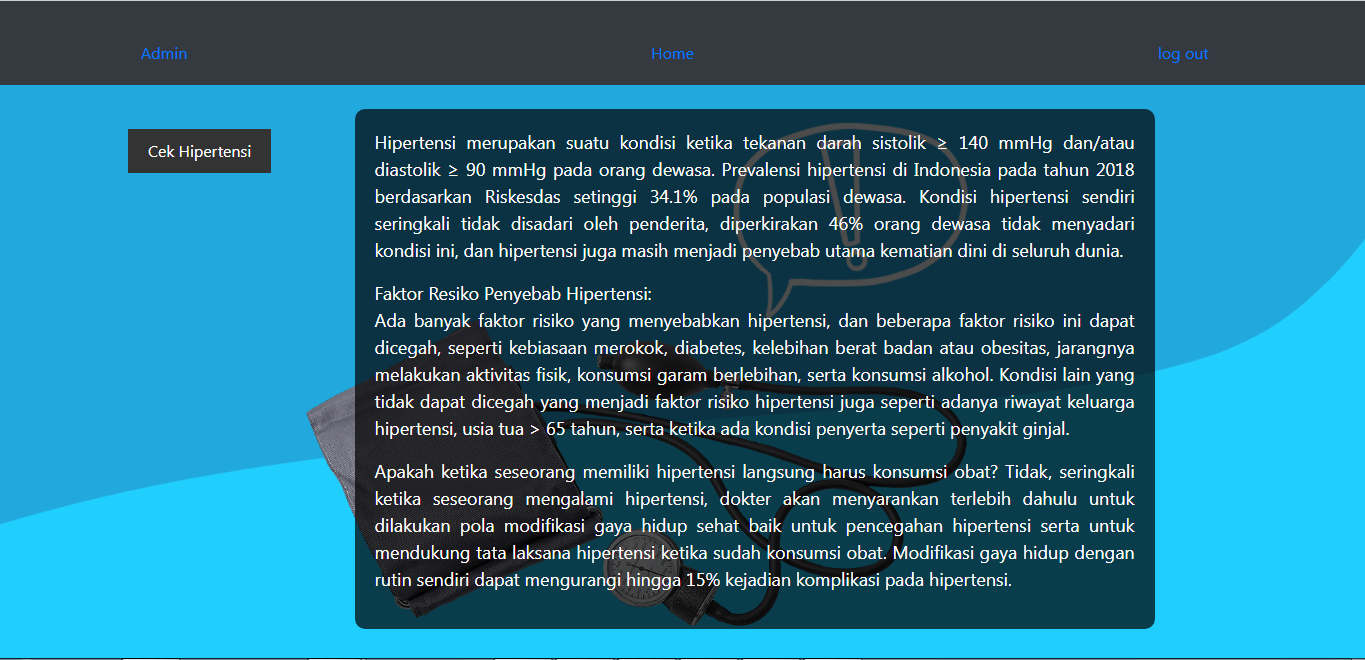 Admin Home log out
Cek Hipertensi
Hipertensi merupakan suatu kondisi ketika tekanan darah sistolik ≥ 140 mmHg dan/atau
diastolik ≥ 90 mmHg pada orang dewasa. Prevalensi hipertensi di Indonesia pada tahun 2018
berdasarkan Riskesdas setinggi 34.1% pada populasi dewasa. Kondisi hipertensi sendiri
seringkali tidak disadari oleh penderita, diperkirakan 46% orang dewasa tidak menyadari
kondisi ini, dan hipertensi juga masih menjadi penyebab utama kematian dini di seluruh dunia.
Faktor Resiko Penyebab Hipertensi:
Ada banyak faktor risiko yang menyebabkan hipertensi, dan beberapa faktor risiko ini dapat
dicegah, seperti kebiasaan merokok, diabetes, kelebihan berat badan atau obesitas, jarangnya
melakukan aktivitas fisik, konsumsi garam berlebihan, serta konsumsi alkohol. Kondisi lain yang
tidak dapat dicegah yang menjadi faktor risiko hipertensi juga seperti adanya riwayat keluarga
hipertensi, usia tua > 65 tahun, serta ketika ada kondisi penyerta seperti penyakit ginjal.
Apakah ketika seseorang memiliki hipertensi langsung harus konsumsi obat? Tidak, seringkali
ketika seseorang mengalami hipertensi, dokter akan menyarankan terlebih dahulu untuk
dilakukan pola modifikasi gaya hidup sehat baik untuk pencegahan hipertensi serta untuk
mendukung tata laksana hipertensi ketika sudah konsumsi obat. Modifikasi gaya hidup dengan
rutin sendiri dapat mengurangi hingga 15% kejadian komplikasi pada hipertensi.